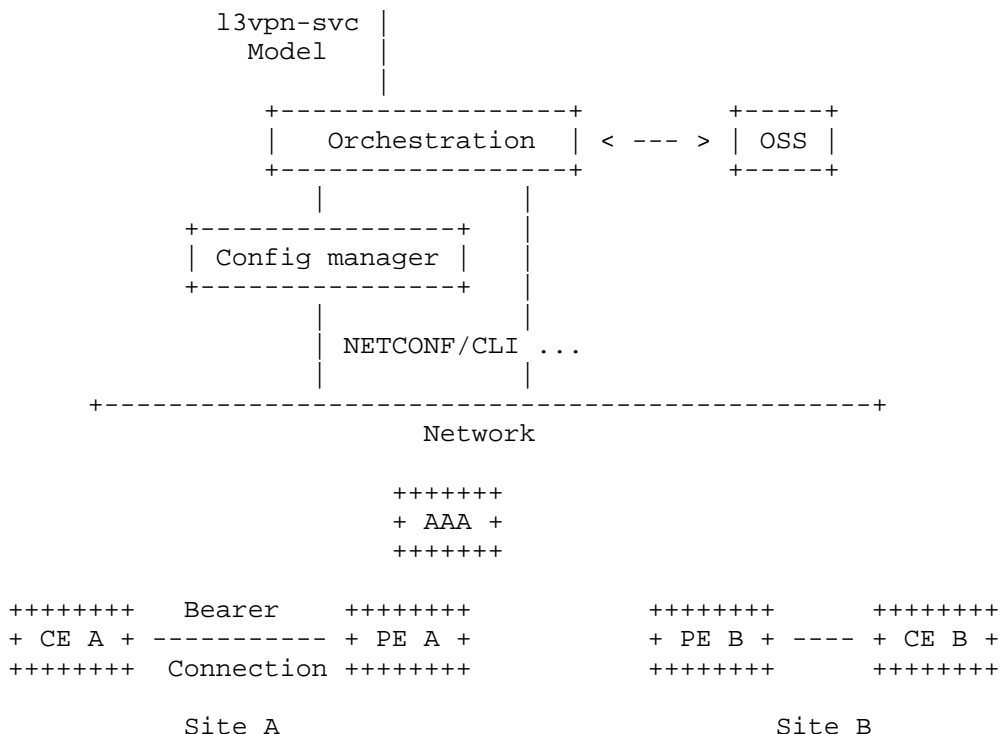 l3vpn-svc |
Model |
|
+------------------+ +-----+
| Orchestration | < --- > | OSS |
+------------------+ +-----+
| |
+----------------+ |
| Config manager | |
+----------------+ |
| |
| NETCONF/CLI ...
| |
+------------------------------------------------+
Network
+++++++
+ AAA +
+++++++
++++++++ Bearer ++++++++ ++++++++ ++++++++
+ CE A + ----------- + PE A + + PE B + ---- + CE B +
++++++++ Connection ++++++++ ++++++++ ++++++++
Site A Site B